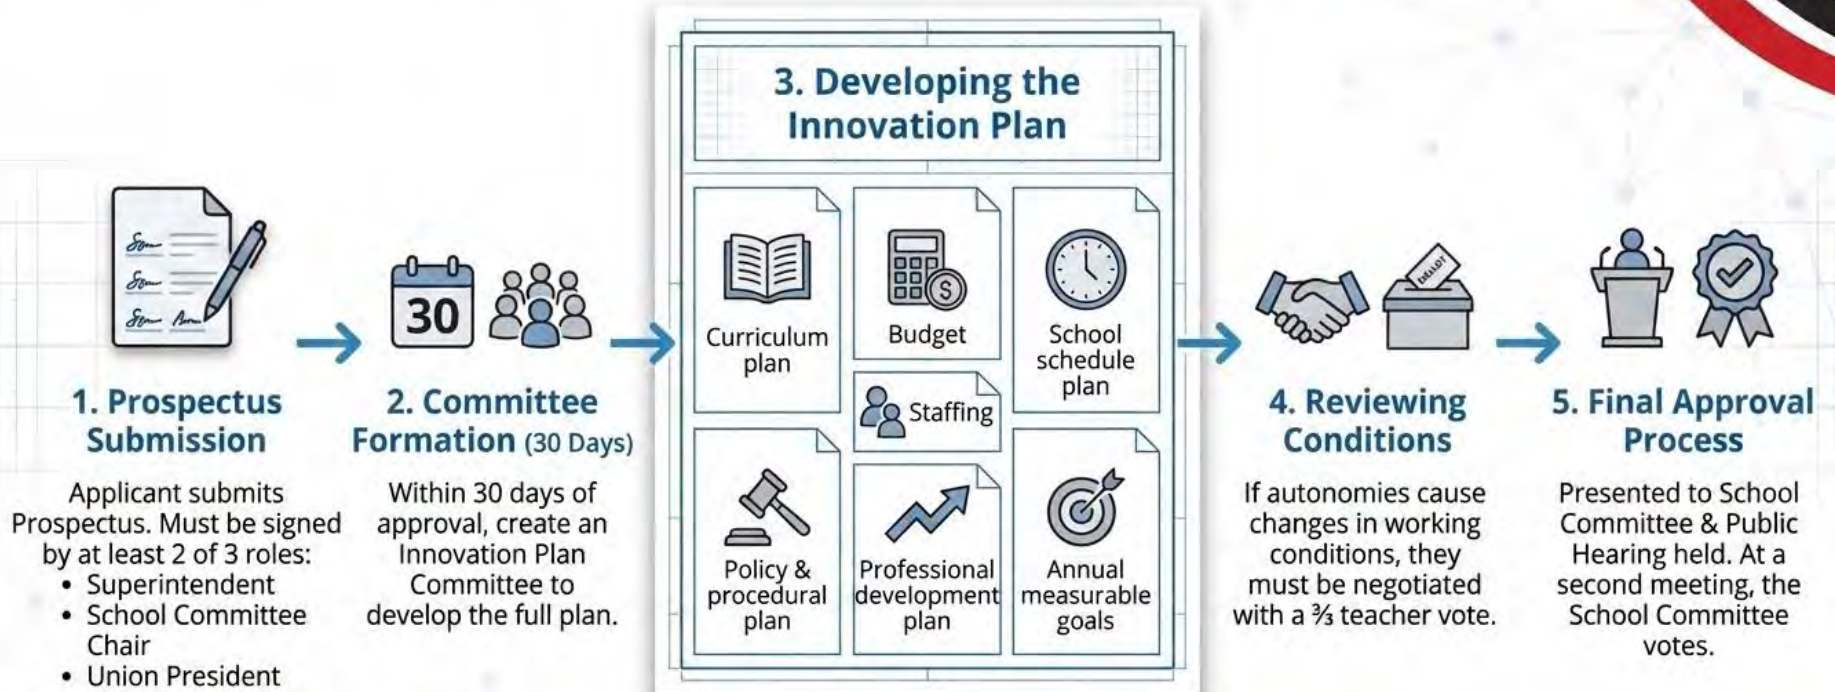 3. Developing the
Innovation Plan
30
1. Prospectus
Submission
Applicant submits
Prospectus. Must be signed
by at least 2 of 3 roles:
• Superintendent
• School Committee
Chair
• Union President
2. Committee
Formation (30 Days)
Within 30 days of
approval, create an
Innovation Plan
Committee to
develop the full plan.
Curriculum
plan
Budget
School
schedule
plan
Staffing
Policy &
procedural
plan
Professional
development
plan
Annual
measurable
goals
$
4. Reviewing
Conditions
If autonomies cause
changes in working
conditions, they
must be negotiated
with a ⅔ teacher vote.
5. Final Approval
Process
Presented to School
Committee & Public
Hearing held. At a
second meeting, the
School Committee
votes.